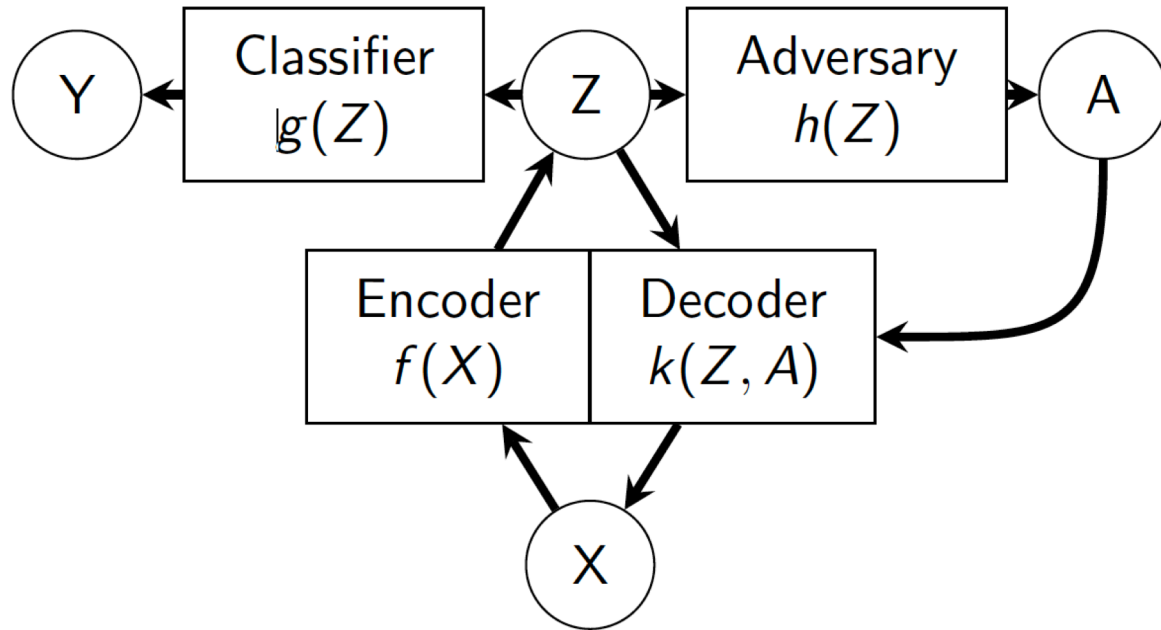 Y
Classifier
g(Z)
Z
Adversary
h(Z)
A
Encoder
f(X)
Decoder
k(Z, A)
X